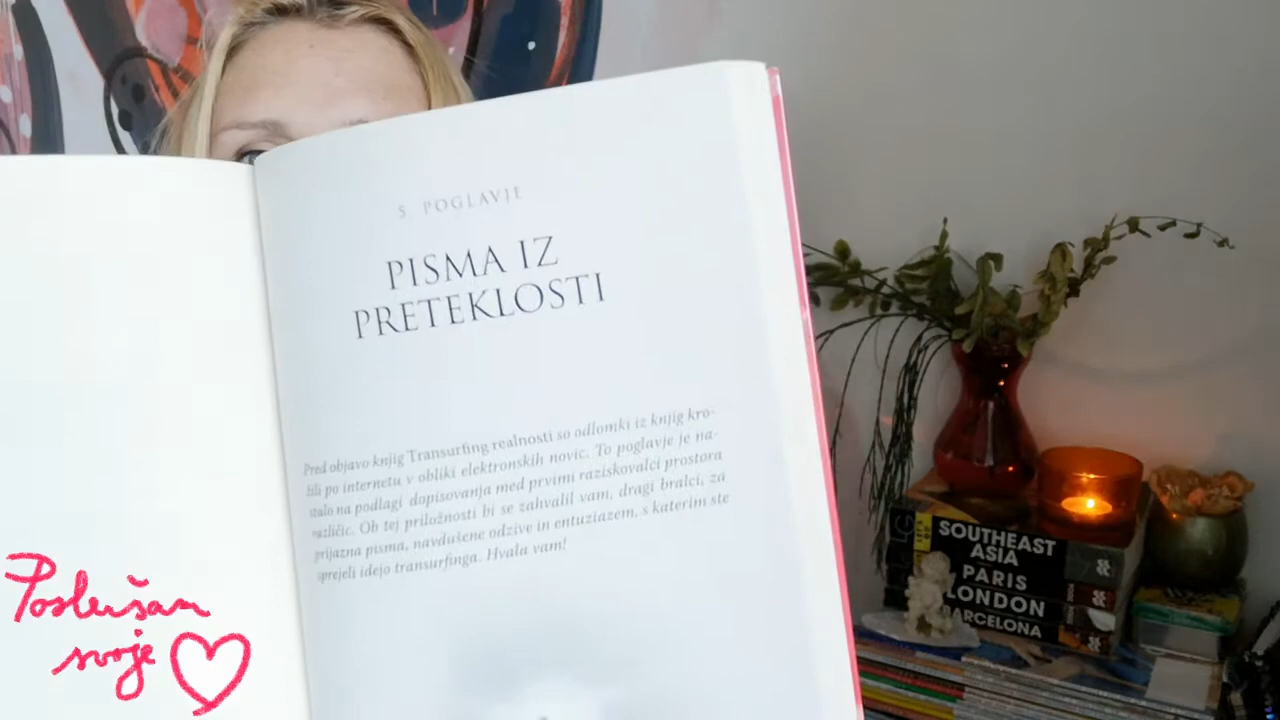 5. POGLAVJE
PISMA IZ
PRETEKLOSTI
Pred objavo knjig Transurfing realnosti so odlomki iz knjig kro-
žili po internetu v obliki elektronskih novic. To poglavje je na-
stalo na podlagi dopisovanja med prvimi raziskovalci prostora
različic. Ob tej priložnosti bi se zahvalil vam, dragi bralci, za
prijazna pisma, navdušene odzive in entuziazem, s katerim ste
sprejeli idejo transurfinga. Hvala vam!
Poslušam
svoje
LG
LET'S GO
SOUTHEAST
ASIA
PARIS
LONDON
BARCELONA